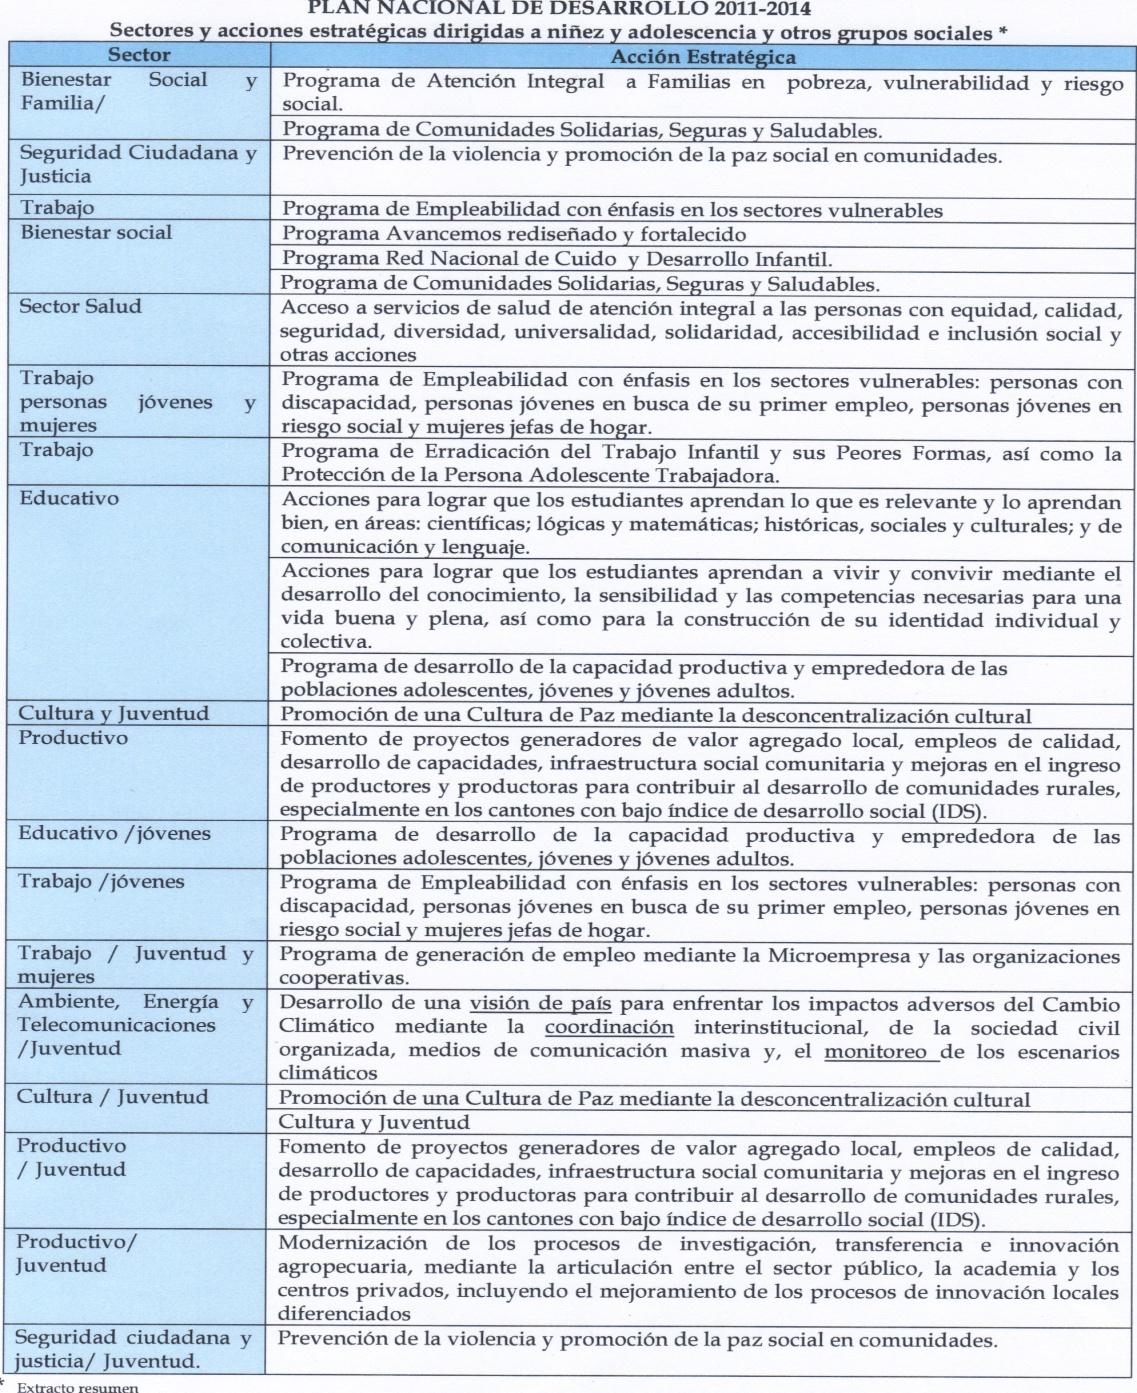 PLAN NACIONAL DE DESARROLLO 2011-2014
Sectores y acciones estratégicas dirigidas a niñez y adolescencia y otros grupos sociales *
Sector
Acción Estratégica
Bienestar Social y
Familia/
Programa de Atención Integral a Familias en pobreza, vulnerabilidad y riesgo
social.
Programa de Comunidades Solidarias, Seguras y Saludables.
Seguridad Ciudadana y
Justicia
Prevención de la violencia y promoción de la paz social en comunidades.
Trabajo
Programa de Empleabilidad con énfasis en los sectores vulnerables
Bienestar social
Programa Avancemos rediseñado y fortalecido
Programa Red Nacional de Cuido y Desarrollo Infantil.
Programa de Comunidades Solidarias, Seguras y Saludables.
Sector Salud
Acceso a servicios de salud de atención integral a las personas con equidad, calidad,
seguridad, diversidad, universalidad, solidaridad, accesibilidad e inclusión social y
otras acciones
Trabajo
personas jóvenes y
mujeres
Programa de Empleabilidad con énfasis en los sectores vulnerables: personas con
discapacidad, personas jóvenes en busca de su primer empleo, personas jóvenes en
riesgo social y mujeres jefas de hogar.
Trabajo
Programa de Erradicación del Trabajo Infantil y sus Peores Formas, así como la
Protección de la Persona Adolescente Trabajadora.
Educativo
Acciones para lograr que los estudiantes aprendan lo que es relevante y lo aprendan
bien, en áreas: científicas; lógicas y matemáticas; históricas, sociales y culturales; y de
comunicación y lenguaje.
Acciones para lograr que los estudiantes aprendan a vivir y convivir mediante el
desarrollo del conocimiento, la sensibilidad y las competencias necesarias para una
vida buena y plena, así como para la construcción de su identidad individual y
colectiva.
Programa de desarrollo de la capacidad productiva y emprededora de las
poblaciones adolescentes, jóvenes y jóvenes adultos.
Cultura y Juventud
Promoción de una Cultura de Paz mediante la desconcentralización cultural
Productivo
Fomento de proyectos generadores de valor agregado local, empleos de calidad,
desarrollo de capacidades, infraestructura social comunitaria y mejoras en el ingreso
de productores y productoras para contribuir al desarrollo de comunidades rurales,
especialmente en los cantones con bajo índice de desarrollo social (IDS).
Educativo /jóvenes
Programa de desarrollo de la capacidad productiva y emprededora de las
poblaciones adolescentes, jóvenes y jóvenes adultos.
Trabajo /jóvenes
Programa de Empleabilidad con énfasis en los sectores vulnerables: personas con
discapacidad, personas jóvenes en busca de su primer empleo, personas jóvenes en
riesgo social y mujeres jefas de hogar.
Trabajo / Juventud y
mujeres
Programa de generación de empleo mediante la Microempresa y las organizaciones
cooperativas.
Ambiente, Energía y
Telecomunicaciones
/Juventud
Desarrollo de una visión de país para enfrentar los impactos adversos del Cambio
Climático mediante la coordinación interinstitucional, de la sociedad civil
organizada, medios de comunicación masiva y, el monitoreo de los escenarios
climáticos
Cultura / Juventud
Promoción de una Cultura de Paz mediante la desconcentralización cultural
Cultura y Juventud
Productivo
/ Juventud
Fomento de proyectos generadores de valor agregado local, empleos de calidad,
desarrollo de capacidades, infraestructura social comunitaria y mejoras en el ingreso
de productores y productoras para contribuir al desarrollo de comunidades rurales,
especialmente en los cantones con bajo índice de desarrollo social (IDS).
Productivo/
Juventud
Modernización de los procesos de investigación, transferencia e innovación
agropecuaria, mediante la articulación entre el sector público, la academia y los
centros privados, incluyendo el mejoramiento de los procesos de innovación locales
diferenciados
Seguridad ciudadana y
justicia/ Juventud.
Prevención de la violencia y promoción de la paz social en comunidades.
* Extracto resumen